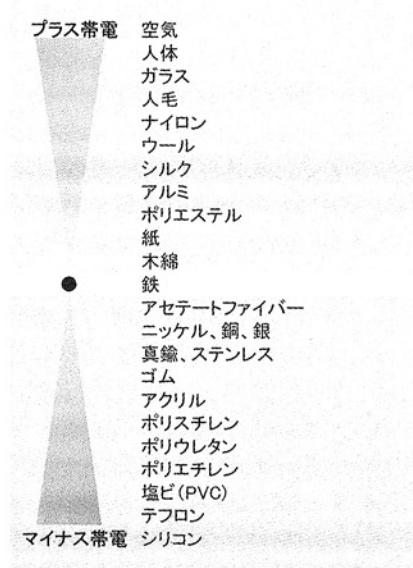 プラス帯電 空気
人体
ガラス
人毛
ナイロン
ウール
シルク
アルミ
ポリエステル
紙
木綿
鉄
アセテートファイバー
ニッケル、銅、銀
真鍮、ステンレス
ゴム
アクリル
ポリスチレン
ポリウレタン
ポリエチレン
塩ビ(PVC)
テフロン
マイナス帯電 シリコン